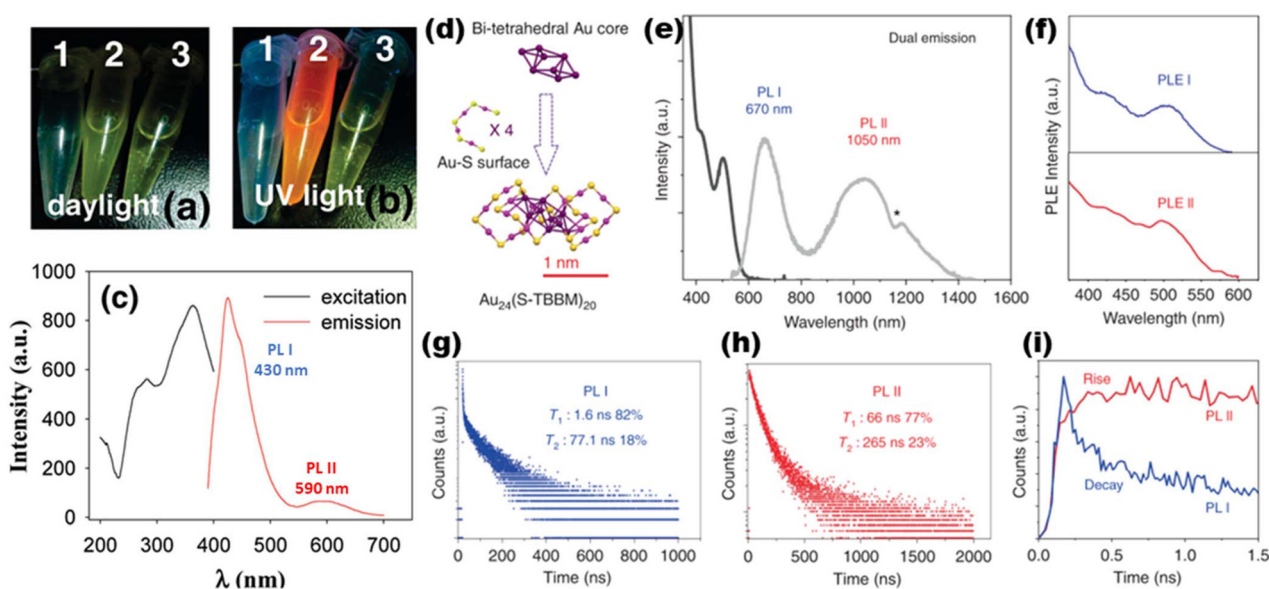 1 2 3
daylight (a)
1 2 3
UV light (b)
(c)
Intensity (a.u.)
1000
800
600
400
200
0
excitation
emission
PL I
430 nm
PL II
590 nm
200 300 400 500 600 700
λ (nm)
(d)
Bi-tetrahedral Au core
X 4
Au-S surface
1 nm
Au24(S-TBBM)20
(e)
Dual emission
Intensity (a.u.)
PL I
670 nm
PL II
1050 nm
*
400 600 800 1000 1200 1400 1600
Wavelength (nm)
(f)
PLE Intensity (a.u.)
PLE I
PLE II
400 450 500 550 600
Wavelength (nm)
(g)
Counts (a.u.)
PL I
T1 : 1.6 ns 82%
T2 : 77.1 ns 18%
0 200 400 600 800 1000
Time (ns)
(h)
Counts (a.u.)
PL II
T1 : 66 ns 77%
T2 : 265 ns 23%
0 500 1000 1500 2000
Time (ns)
(i)
Counts (a.u.)
Rise
PL II
Decay
PL I
0.0 0.5 1.0 1.5
Time (ns)